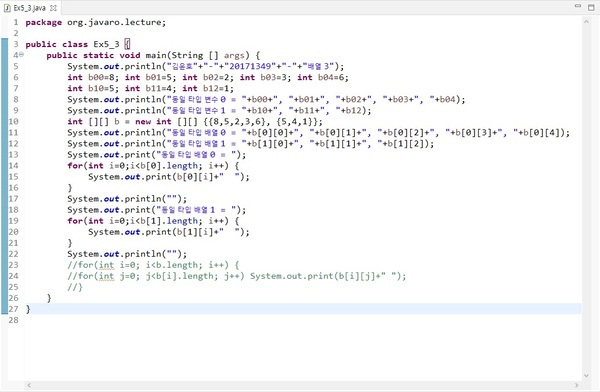 Ex5_3.java
1 package org.javaro.lecture;
2
3 public class Ex5_3 {
4 public static void main(String [] args) {
5 System.out.println("김응호"+"-"+"20171349"+"-"+"배열 3");
6 int b00=8; int b01=5; int b02=2; int b03=3; int b04=6;
7 int b10=5; int b11=4; int b12=1;
8 System.out.println("동일 타입 변수 0 = "+b00+", "+b01+", "+b02+", "+b03+", "+b04);
9 System.out.println("동일 타입 변수 1 = "+b10+", "+b11+", "+b12);
10 int [][] b = new int [][] {{8,5,2,3,6}, {5,4,1}};
11 System.out.println("동일 타입 배열 0 = "+b[0][0]+", "+b[0][1]+", "+b[0][2]+", "+b[0][3]+", "+b[0][4]);
12 System.out.println("동일 타입 배열 1 = "+b[1][0]+", "+b[1][1]+", "+b[1][2]);
13 System.out.print("동일 타입 배열 0 = ");
14 for(int i=0;i<b[0].length; i++) {
15 System.out.print(b[0][i]+"  ");
16 }
17 System.out.println("");
18 System.out.print("동일 타입 배열 1 = ");
19 for(int i=0;i<b[1].length; i++) {
20 System.out.print(b[1][i]+"  ");
21 }
22 System.out.println("");
23 //for(int i=0; i<b.length; i++) {
24 //for(int j=0; j<b[i].length; j++) System.out.print(b[i][j]+" ");
25 //}
26 }
27 }
28